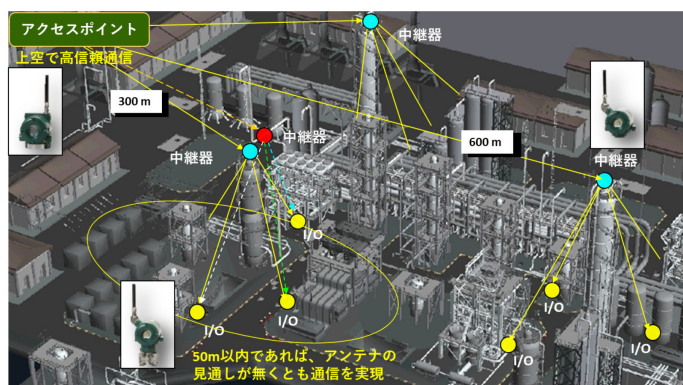 アクセスポイント
上空で高信頼通信
中継器
300 m
中継器
中継器
600 m
中継器
I/O
I/O
I/O
I/O
I/O
I/O
50m以内であれば、アンテナの
見通しが無くとも通信を実現